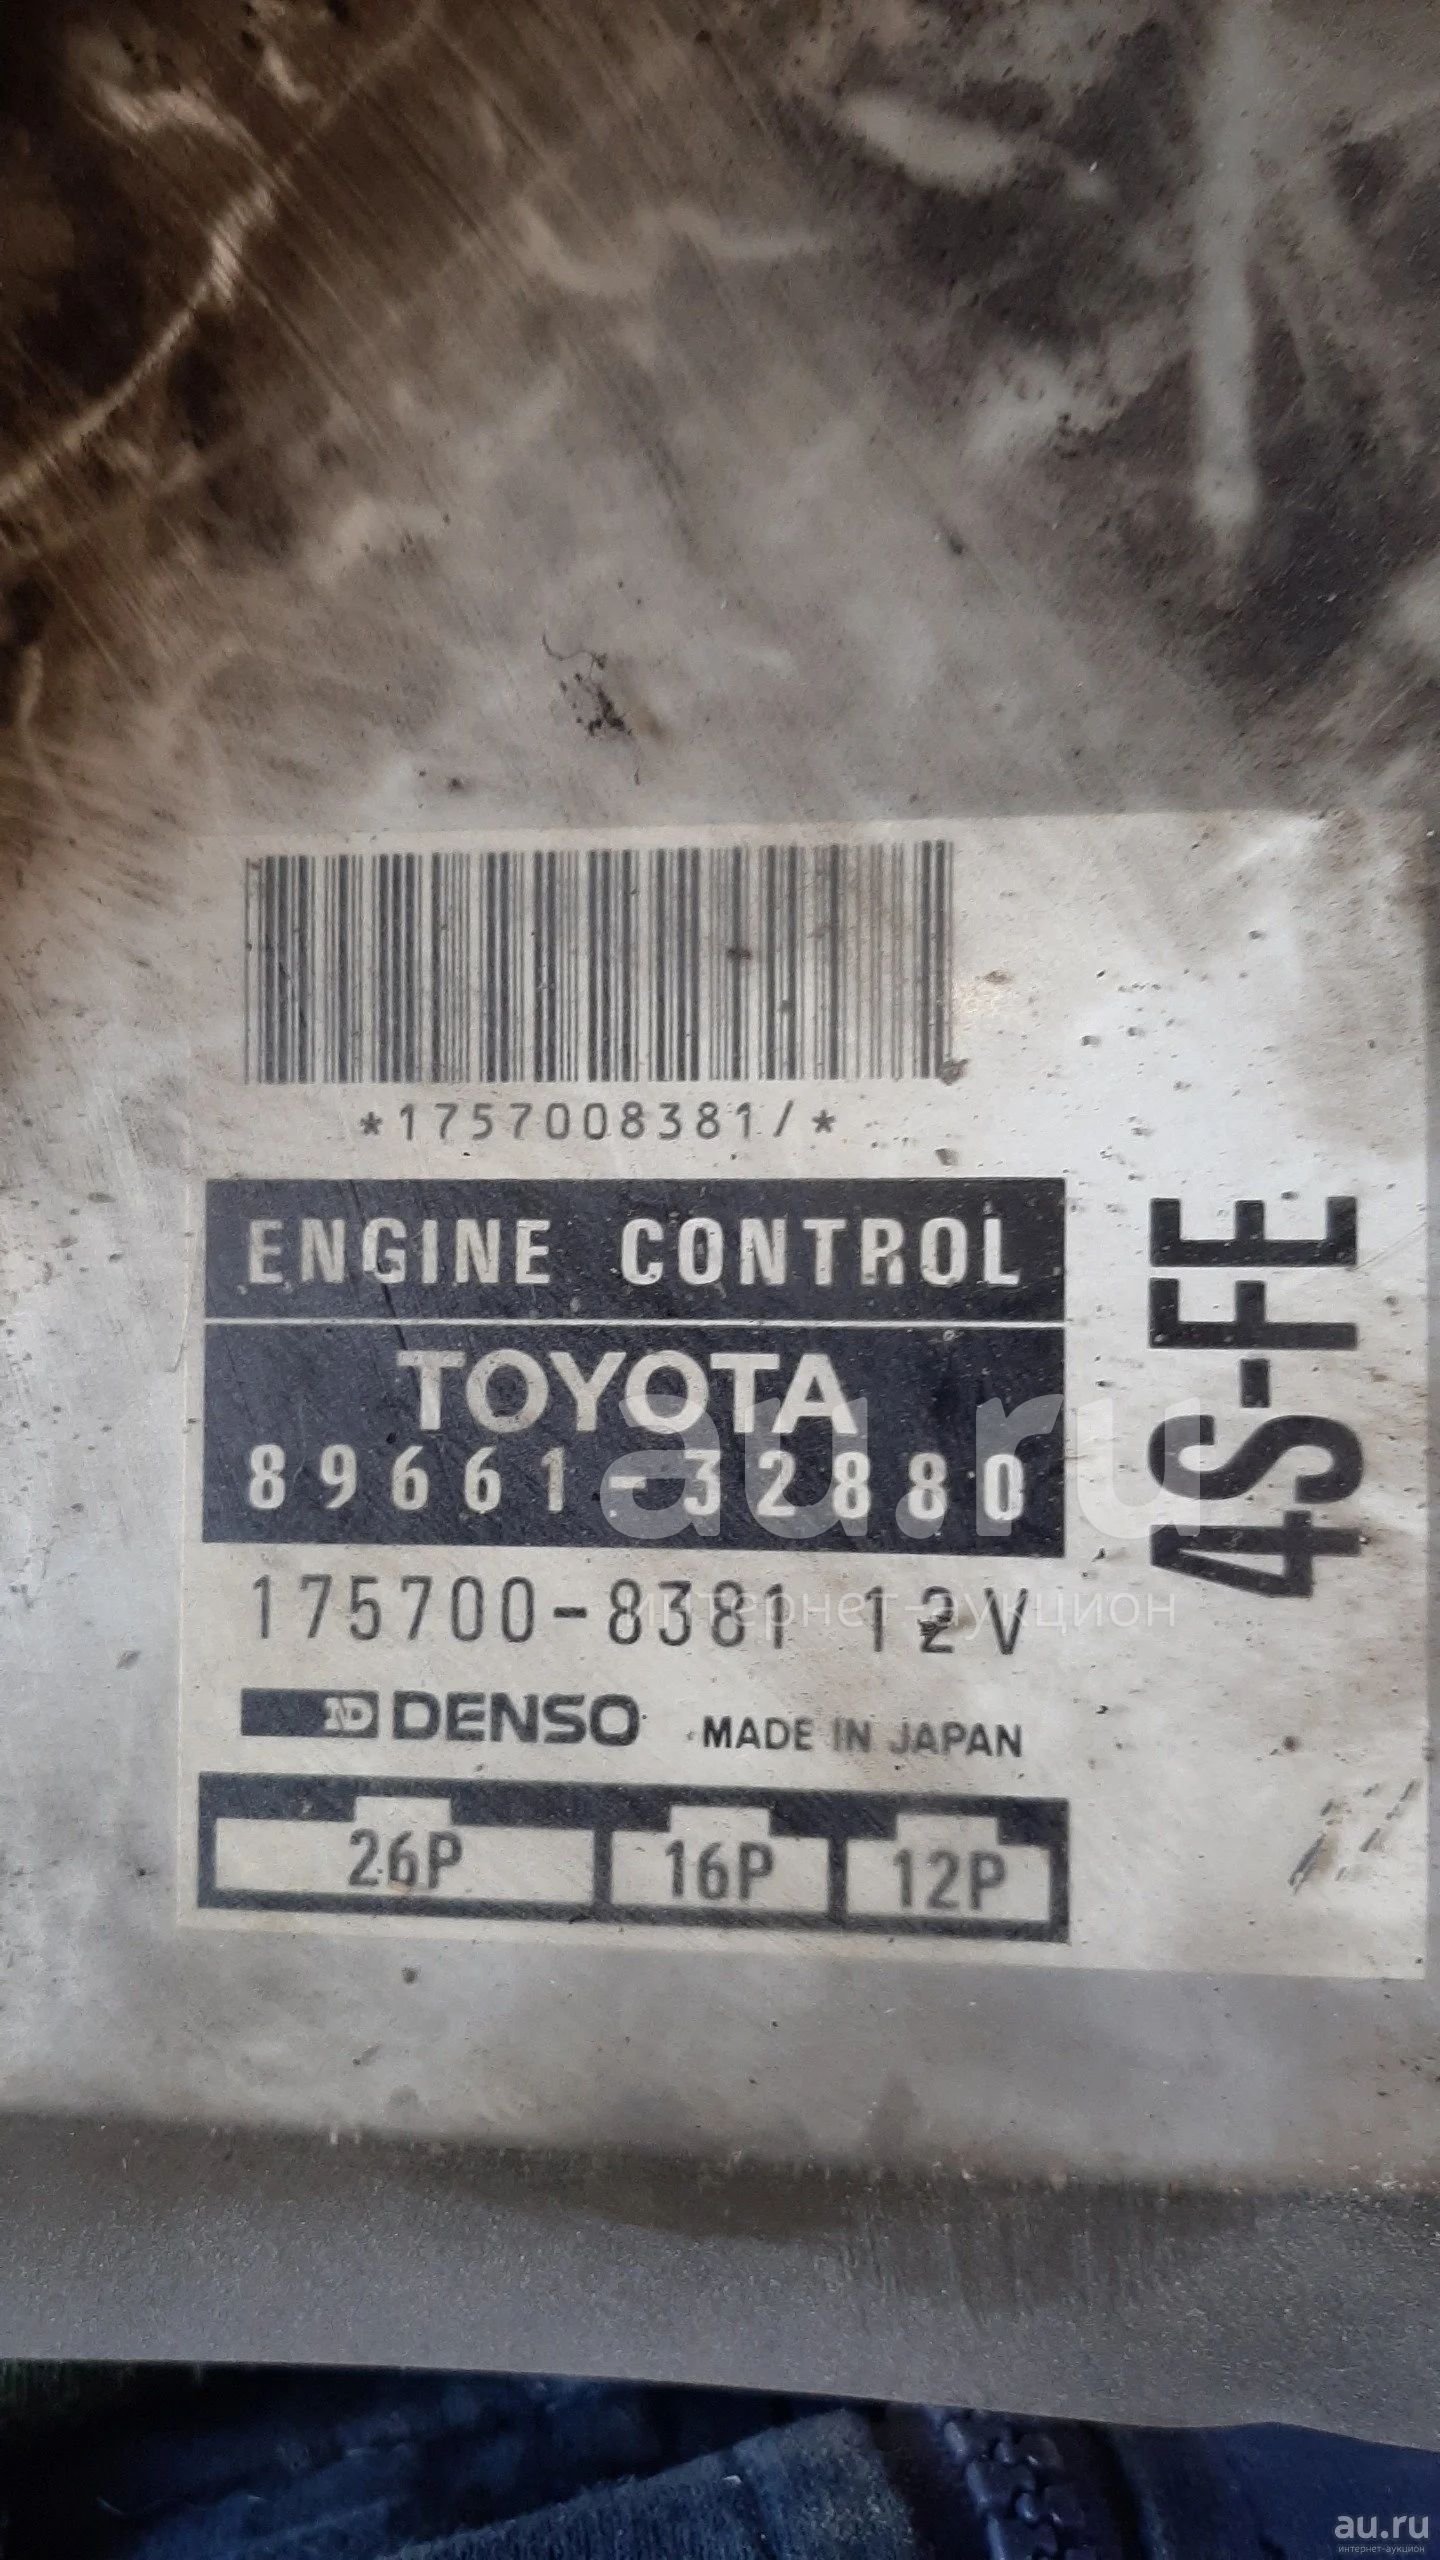 *1757008381/*
ENGINE CONTROL
TOYOTA
89661-32880
175700-8381 12V
ND DENSO MADE IN JAPAN
26P 16P 12P
4S-FE
au.ru
интернет-аукцион
au.ru
интернет-аукцион